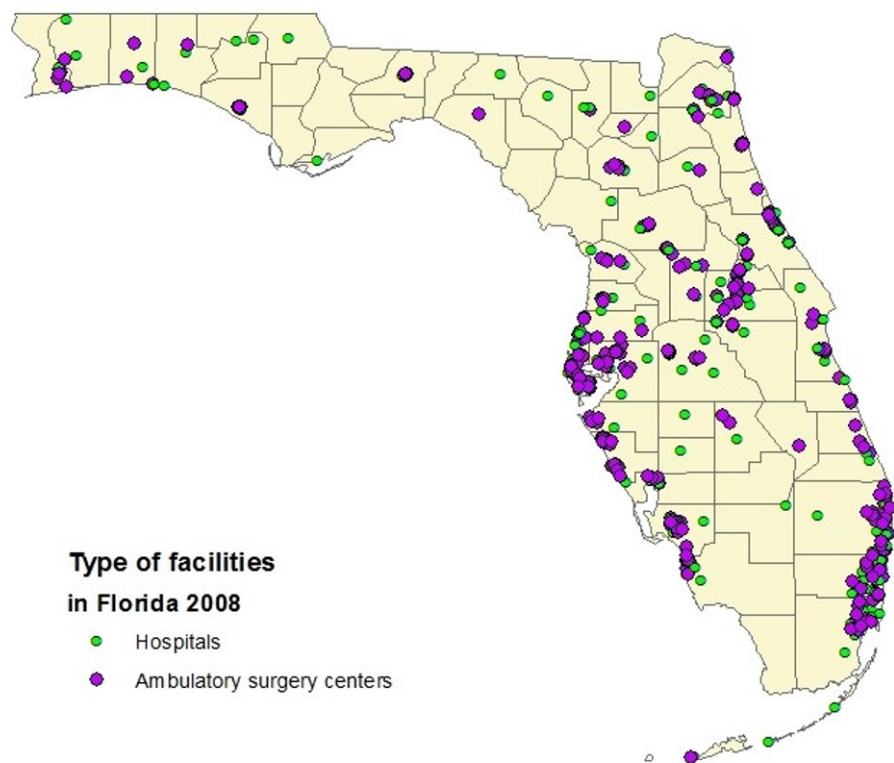 Type of facilities
in Florida 2008
Hospitals
Ambulatory surgery centers